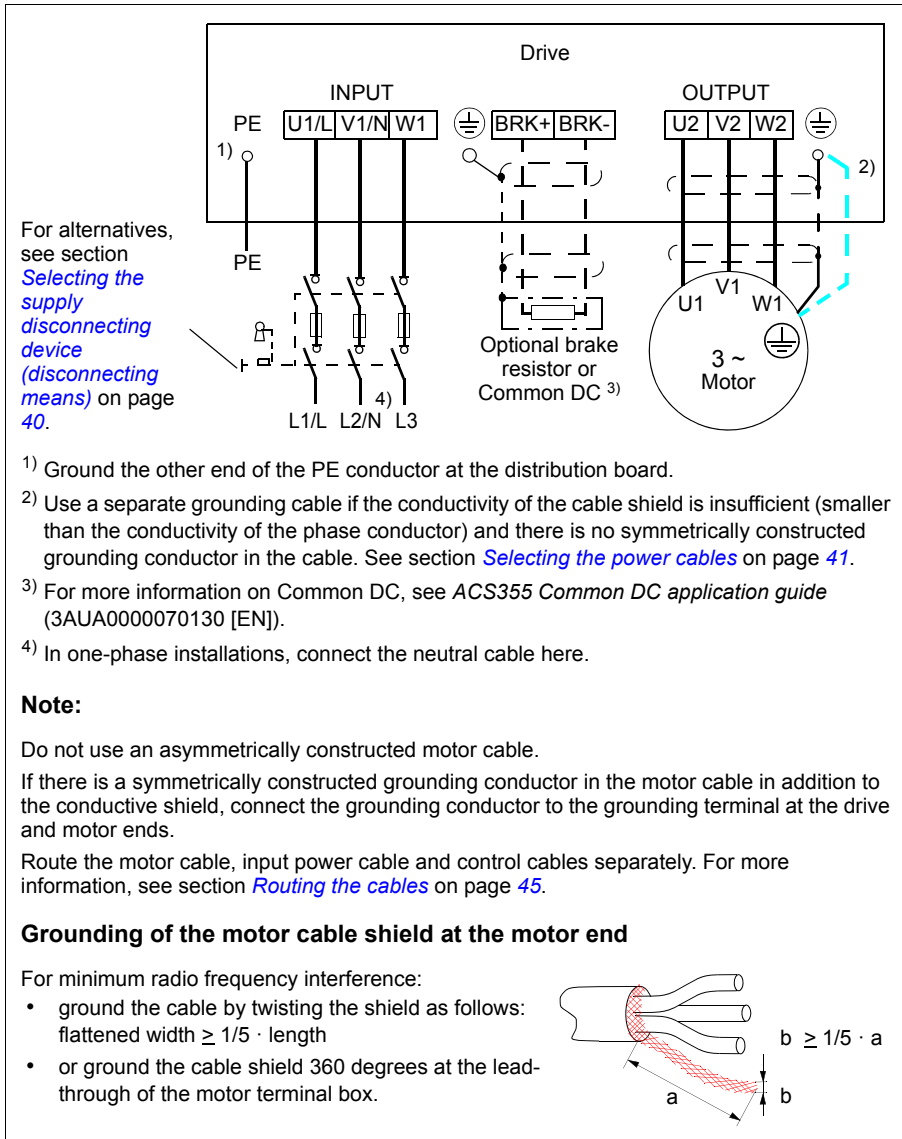 Drive
INPUT
OUTPUT
PE
U1/L V1/N W1
BRK+ BRK-
U2 V2 W2
1)
2)
For alternatives,
see section
Selecting the
supply
disconnecting
device
(disconnecting
means) on page
40.
PE
U1
V1
W1
3 ~
Motor
Optional brake
resistor or
Common DC 3)
4)
L1/L L2/N L3
1) Ground the other end of the PE conductor at the distribution board.
2) Use a separate grounding cable if the conductivity of the cable shield is insufficient (smaller
than the conductivity of the phase conductor) and there is no symmetrically constructed
grounding conductor in the cable. See section Selecting the power cables on page 41.
3) For more information on Common DC, see ACS355 Common DC application guide
(3AUA0000070130 [EN]).
4) In one-phase installations, connect the neutral cable here.
Note:
Do not use an asymmetrically constructed motor cable.
If there is a symmetrically constructed grounding conductor in the motor cable in addition to
the conductive shield, connect the grounding conductor to the grounding terminal at the drive
and motor ends.
Route the motor cable, input power cable and control cables separately. For more
information, see section Routing the cables on page 45.
Grounding of the motor cable shield at the motor end
For minimum radio frequency interference:
• ground the cable by twisting the shield as follows:
flattened width ≥ 1/5 · length
• or ground the cable shield 360 degrees at the lead-
through of the motor terminal box.
b ≥ 1/5 · a
a
b